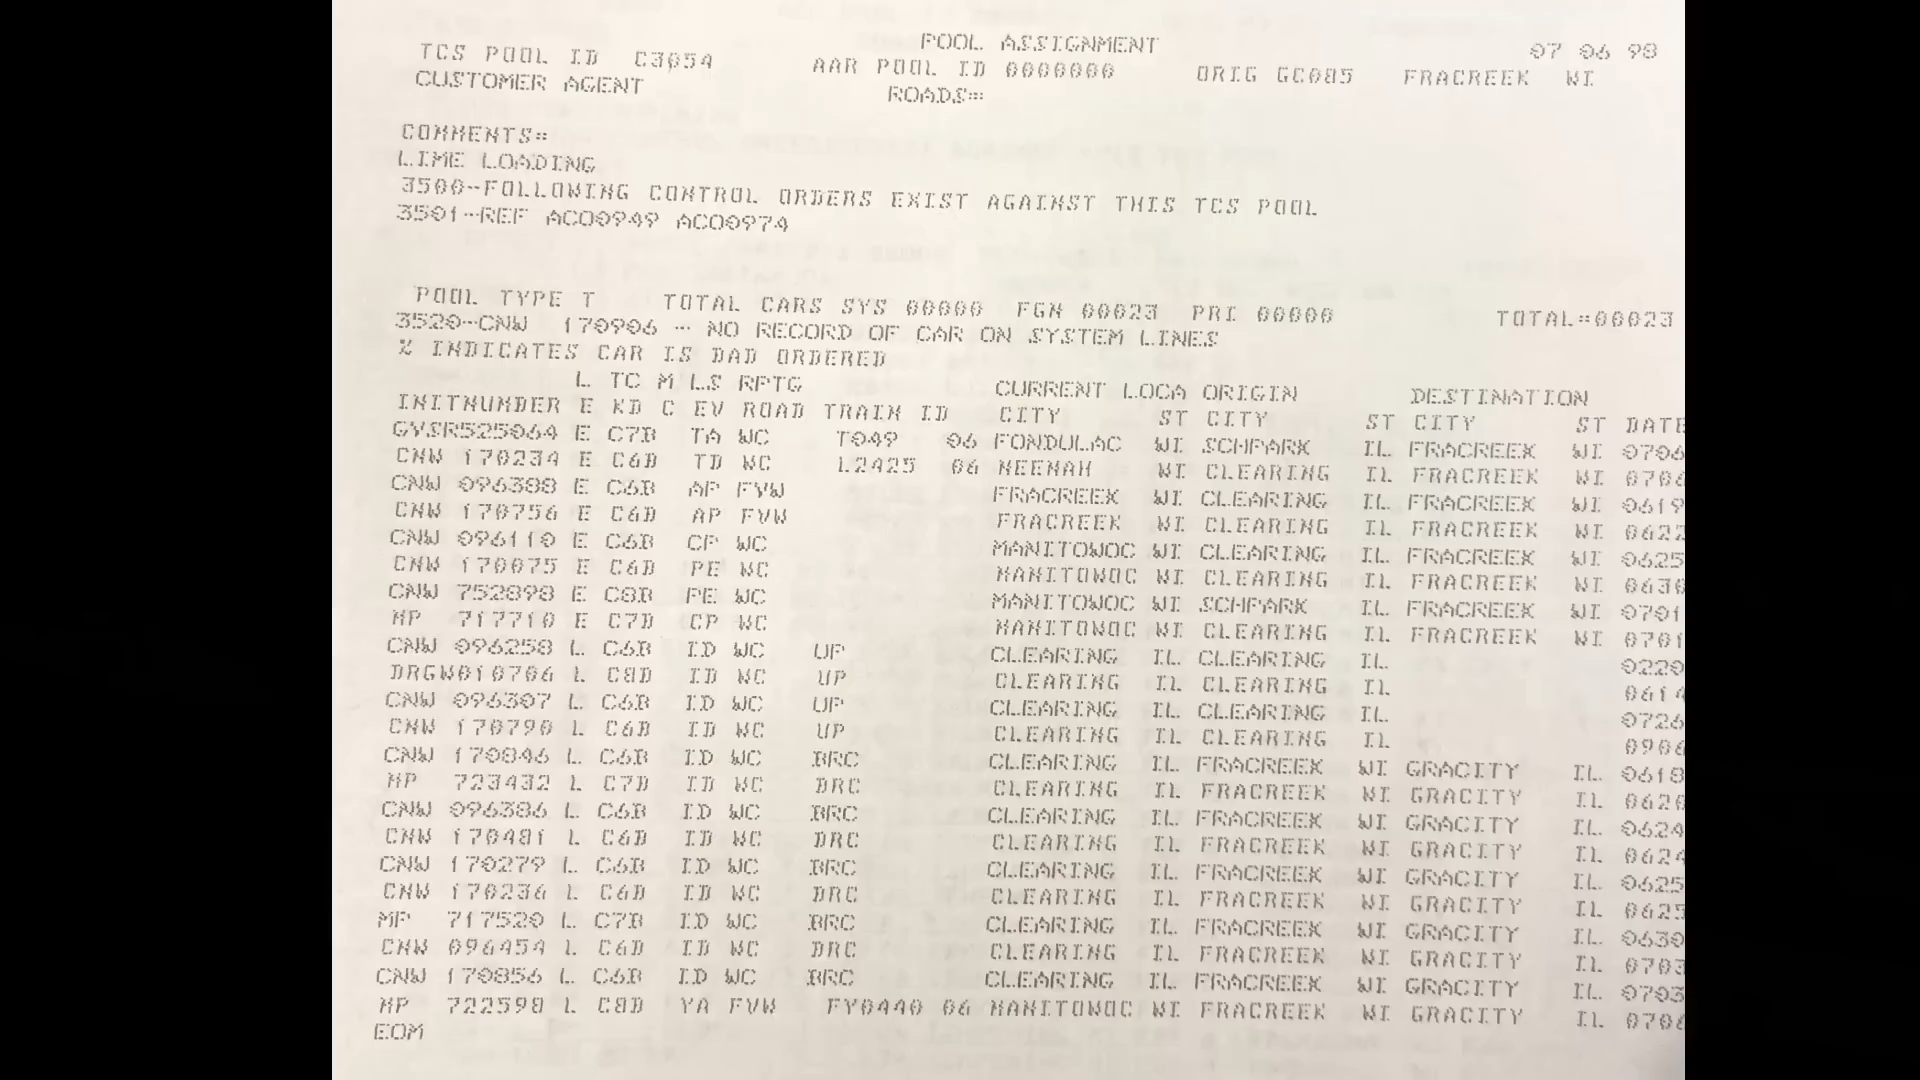 POOL ASSIGNMENT 07 06 98
TCS POOL ID C3054 AAR POOL ID 0000000 ORIG GC085 FRACREEK WI
CUSTOMER AGENT ROADS=
COMMENTS=
LIME LOADING
3500-FOLLOWING CONTROL ORDERS EXIST AGAINST THIS TCS POOL
3501-REF AC00949 AC00974
POOL TYPE T TOTAL CARS SYS 00000 FGN 00023 PRI 00000 TOTAL=00023
3520-CNW 170906 - NO RECORD OF CAR ON SYSTEM LINES
% INDICATES CAR IS BAD ORDERED
L TC M LS RPTG CURRENT LOCA ORIGIN DESTINATION
INITNUMBER E KD C EV ROAD TRAIN ID CITY ST CITY ST CITY ST DATE
GVSR525064 E C7B TA WC T049 06 FONDULAC WI SCHPARK IL FRACREEK WI 0706
CNW 170234 E C6B TD WC L2425 06 NEENAH WI CLEARING IL FRACREEK WI 0706
CNW 096388 E C6B AP FVW FRACREEK WI CLEARING IL FRACREEK WI 0619
CNW 170756 E C6B AP FVW FRACREEK WI CLEARING IL FRACREEK WI 0622
CNW 096110 E C6B CP WC MANITOWOC WI CLEARING IL FRACREEK WI 0625
CNW 170075 E C6B PE WC MANITOWOC WI CLEARING IL FRACREEK WI 0630
CNW 752898 E C8B PE WC MANITOWOC WI SCHPARK IL FRACREEK WI 0701
MP 717710 E C7B CP WC MANITOWOC WI CLEARING IL FRACREEK WI 0701
CNW 096258 L C6B ID WC UP CLEARING IL CLEARING IL 0220
DRGW010706 L C8B ID WC UP CLEARING IL CLEARING IL 0614
CNW 096307 L C6B ID WC UP CLEARING IL CLEARING IL 0726
CNW 170790 L C6B ID WC UP CLEARING IL CLEARING IL 0906
CNW 170846 L C6B ID WC BRC CLEARING IL FRACREEK WI GRACITY IL 0618
MP 723432 L C7B ID WC BRC CLEARING IL FRACREEK WI GRACITY IL 0620
CNW 096386 L C6B ID WC BRC CLEARING IL FRACREEK WI GRACITY IL 0624
CNW 170481 L C6B ID WC BRC CLEARING IL FRACREEK WI GRACITY IL 0624
CNW 170279 L C6B ID WC BRC CLEARING IL FRACREEK WI GRACITY IL 0625
CNW 170236 L C6B ID WC BRC CLEARING IL FRACREEK WI GRACITY IL 0625
MP 717520 L C7B ID WC BRC CLEARING IL FRACREEK WI GRACITY IL 0630
CNW 096454 L C6B ID WC BRC CLEARING IL FRACREEK WI GRACITY IL 0703
CNW 170856 L C6B ID WC BRC CLEARING IL FRACREEK WI GRACITY IL 0703
MP 722598 L C8B YA FVW FY0440 06 MANITOWOC WI FRACREEK WI GRACITY IL 0706
EOM